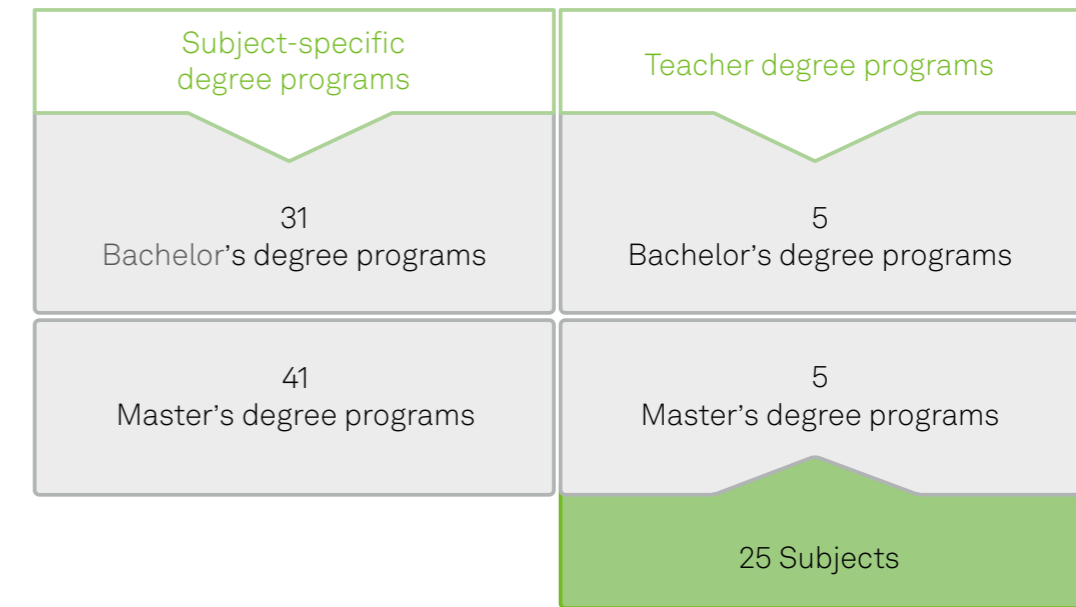 Subject-specific
degree programs
Teacher degree programs
31
Bachelor’s degree programs
5
Bachelor’s degree programs
41
Master’s degree programs
5
Master’s degree programs
25 Subjects